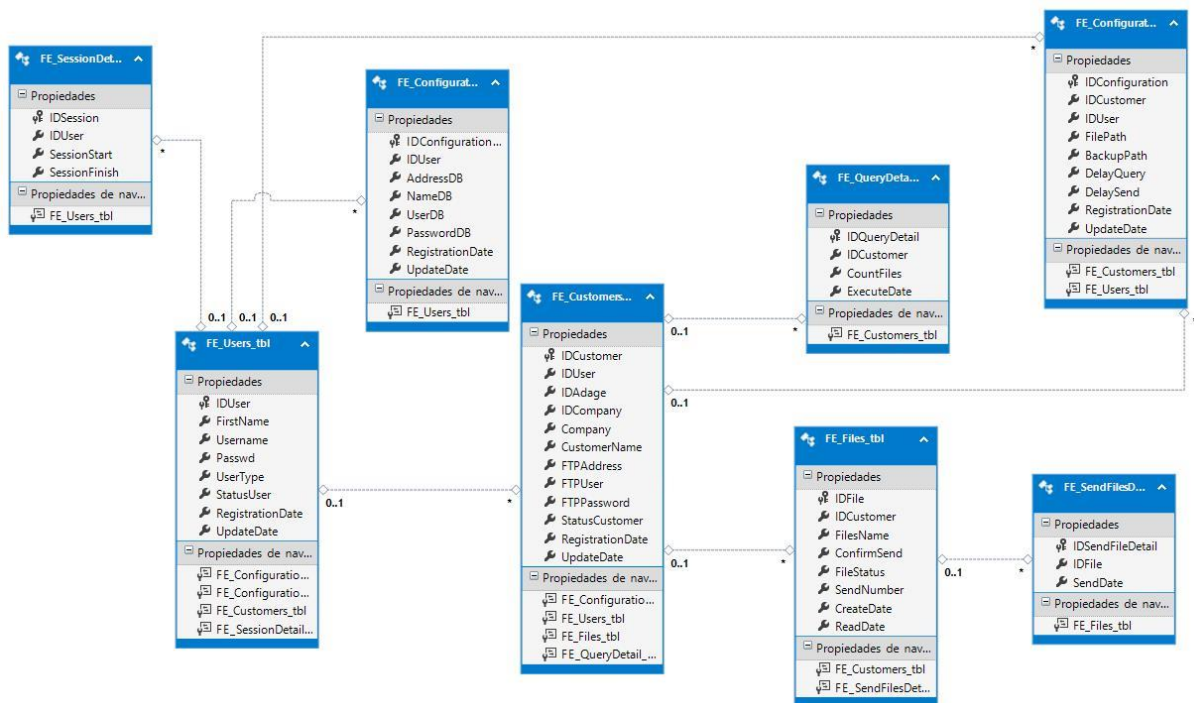 FE_SessionDet...
Propiedades
IDSession
IDUser
SessionStart
SessionFinish
Propiedades de nav...
FE_Users_tbl
*
FE_Configurat...
Propiedades
IDConfiguration...
IDUser
AddressDB
NameDB
UserDB
PasswordDB
RegistrationDate
UpdateDate
Propiedades de nav...
FE_Users_tbl
*
FE_Configurat...
Propiedades
IDConfiguration
IDCustomer
IDUser
FilePath
BackupPath
DelayQuery
DelaySend
RegistrationDate
UpdateDate
Propiedades de nav...
FE_Customers_tbl
FE_Users_tbl
*
FE_QueryDeta...
Propiedades
IDQueryDetail
IDCustomer
CountFiles
ExecuteDate
Propiedades de nav...
FE_Customers_tbl
*
0..1 0..1 0..1
FE_Users_tbl
Propiedades
IDUser
FirstName
Username
Passwd
UserType
StatusUser
RegistrationDate
UpdateDate
Propiedades de nav...
FE_Configuratio...
FE_Configuratio...
FE_Customers_tbl
FE_SessionDetail...
0..1
*
FE_Customers...
Propiedades
IDCustomer
IDUser
IDAdage
IDCompany
Company
CustomerName
FTPAddress
FTPUser
FTPPassword
StatusCustomer
RegistrationDate
UpdateDate
Propiedades de nav...
FE_Configuratio...
FE_Users_tbl
FE_Files_tbl
FE_QueryDetail_...
0..1
0..1
0..1
*
FE_Files_tbl
Propiedades
IDFile
IDCustomer
FilesName
ConfirmSend
FileStatus
SendNumber
CreateDate
ReadDate
Propiedades de nav...
FE_Customers_tbl
FE_SendFilesDet...
0..1
*
FE_SendFilesD...
Propiedades
IDSendFileDetail
IDFile
SendDate
Propiedades de nav...
FE_Files_tbl